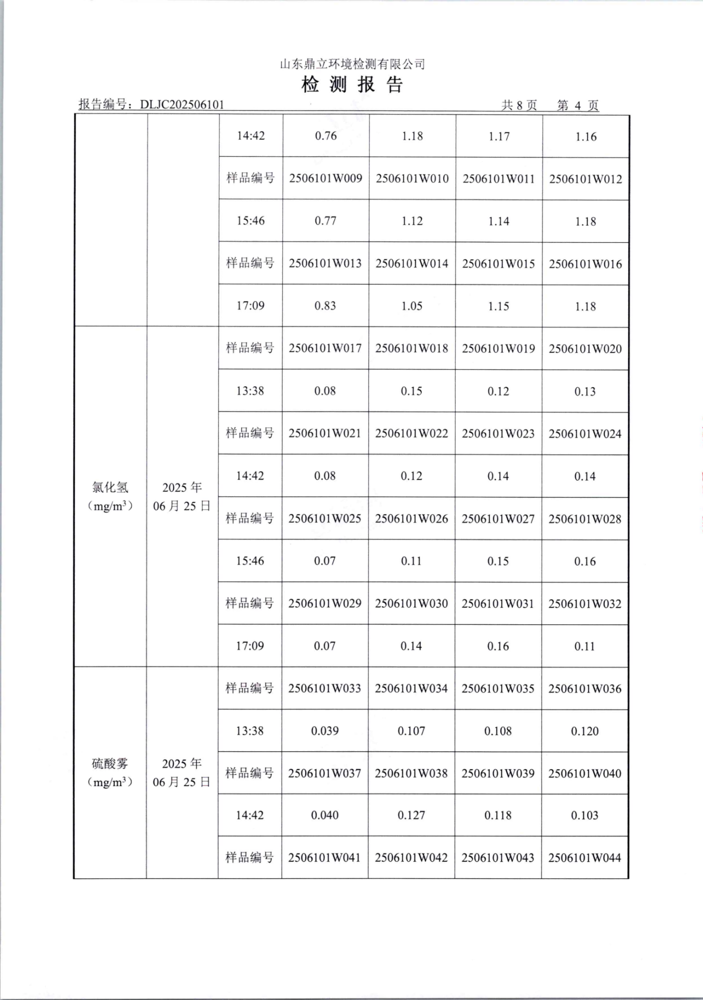 山东鼎立环境检测有限公司
检 测 报 告
报告编号：DLJC202506101 共8页 第 4 页
14:42 0.76 1.18 1.17 1.16
样品编号 2506101W009 2506101W010 2506101W011 2506101W012
15:46 0.77 1.12 1.14 1.18
样品编号 2506101W013 2506101W014 2506101W015 2506101W016
17:09 0.83 1.05 1.15 1.18
氯化氢
（mg/m³）
2025 年
06 月 25 日
样品编号 2506101W017 2506101W018 2506101W019 2506101W020
13:38 0.08 0.15 0.12 0.13
样品编号 2506101W021 2506101W022 2506101W023 2506101W024
14:42 0.08 0.12 0.14 0.14
样品编号 2506101W025 2506101W026 2506101W027 2506101W028
15:46 0.07 0.11 0.15 0.16
样品编号 2506101W029 2506101W030 2506101W031 2506101W032
17:09 0.07 0.14 0.16 0.11
硫酸雾
（mg/m³）
2025 年
06 月 25 日
样品编号 2506101W033 2506101W034 2506101W035 2506101W036
13:38 0.039 0.107 0.108 0.120
样品编号 2506101W037 2506101W038 2506101W039 2506101W040
14:42 0.040 0.127 0.118 0.103
样品编号 2506101W041 2506101W042 2506101W043 2506101W044